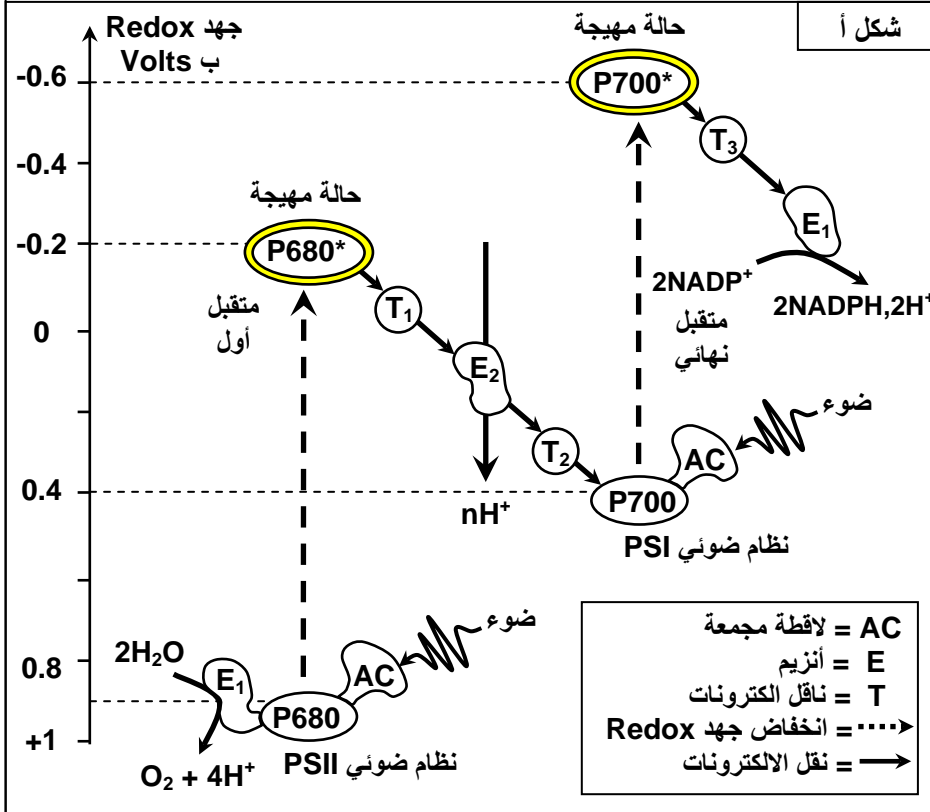 شكل أ
جهد Redox
ب Volts
-0.6
-0.4
-0.2
0
0.4
0.8
+1
حالة مهيجة
P700*
T3
E1
2NADP+
متقبل
نهائي
2NADPH,2H+
حالة مهيجة
P680*
متقبل
أول
T1
E2
T2
nH+
ضوء
AC
P700
نظام ضوئي PSI
ضوء
2H2O
E1
AC
P680
O2 + 4H+
نظام ضوئي PSII
AC = لاقطة مجمعة
E = أنزيم
T = ناقل الكترونات
= انخفاض جهد Redox
= نقل الالكترونات